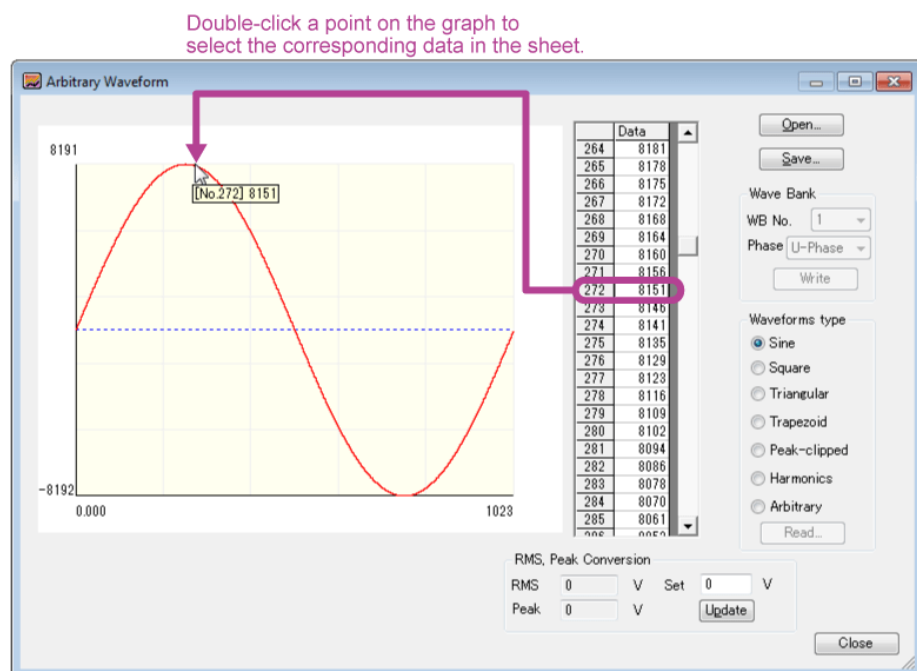 Double-click a point on the graph to
select the corresponding data in the sheet.
Arbitrary Waveform
8191
[No.272] 8151
-8192
0.000
1023
Data
264 8181
265 8178
266 8175
267 8172
268 8168
269 8164
270 8160
271 8156
272 8151
273 8146
274 8141
275 8135
276 8129
277 8123
278 8116
279 8109
280 8102
281 8094
282 8086
283 8078
284 8070
285 8061
Open...
Save...
Wave Bank
WB No. 1
Phase U-Phase
Write
Waveforms type
Sine
Square
Triangular
Trapezoid
Peak-clipped
Harmonics
Arbitrary
Read...
RMS, Peak Conversion
RMS 0 V Set 0 V
Peak 0 V Update
Close